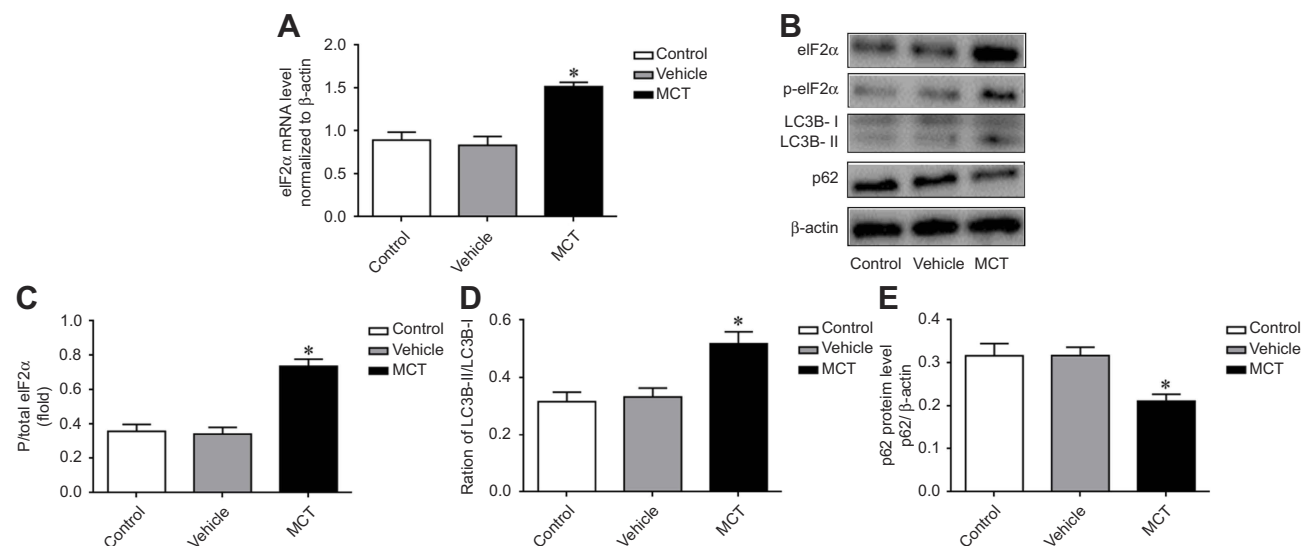 A
eIF2α mRNA level
normalized to β-actin
2.0
1.5
1.0
0.5
0.0
*
Control
Vehicle
MCT
Control
Vehicle
MCT
B
eIF2α
p-eIF2α
LC3B- I
LC3B- II
p62
β-actin
Control Vehicle MCT
C
P/total eIF2α
(flold)
1.0
0.8
0.6
0.4
0.2
0.0
*
Control
Vehicle
MCT
Control
Vehicle
MCT
D
Ration of LC3B-II/LC3B-I
0.6
0.4
0.2
0.0
*
Control
Vehicle
MCT
Control
Vehicle
MCT
E
p62 proteim level
p62/ β-actin
0.4
0.3
0.2
0.1
0.0
*
Control
Vehicle
MCT
Control
Vehicle
MCT